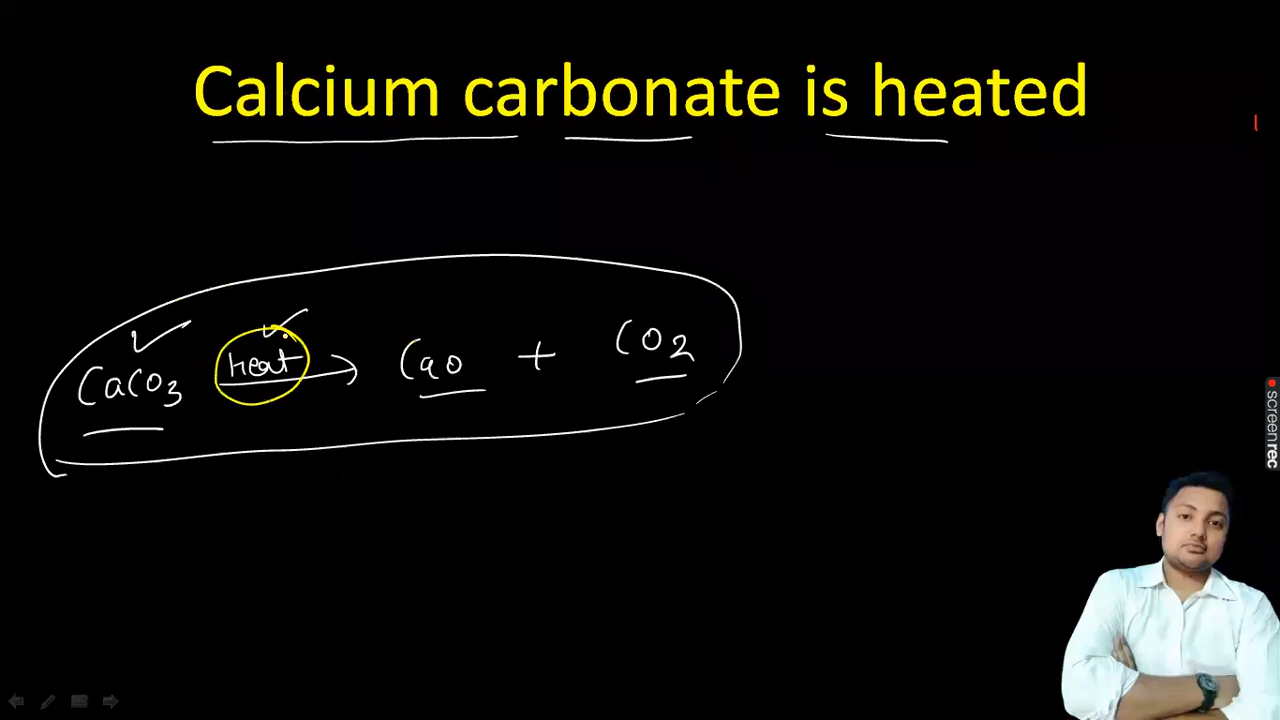 Calcium carbonate is heated
CaCO3 heat → CaO + CO2
screenrec